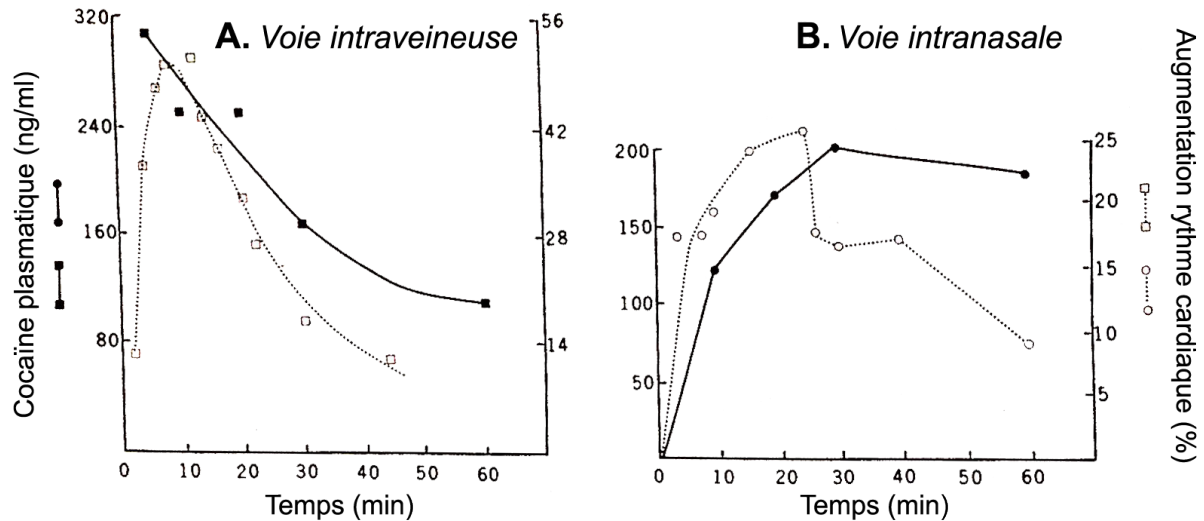 A. Voie intraveineuse
Cocaïne plasmatique (ng/ml)
320
240
160
80
56
42
28
14
0 10 20 30 40 50 60
Temps (min)
B. Voie intranasale
200
150
100
50
25
20
15
10
5
0 10 20 30 40 50 60
Temps (min)
Augmentation rythme cardiaque (%)